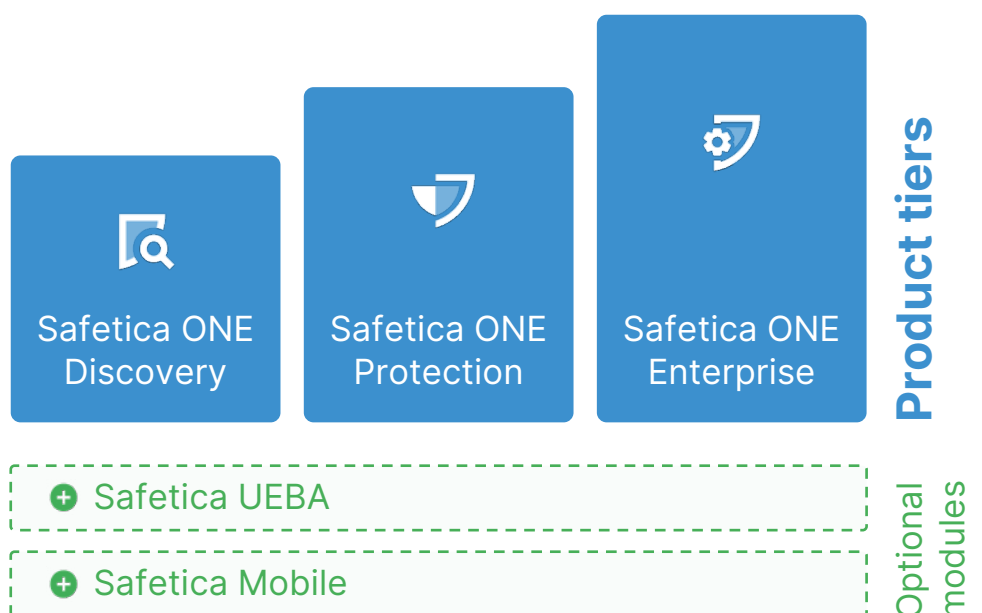 Safetica ONE
Discovery
Safetica ONE
Protection
Safetica ONE
Enterprise
Product tiers
Safetica UEBA
Safetica Mobile
Optional
modules